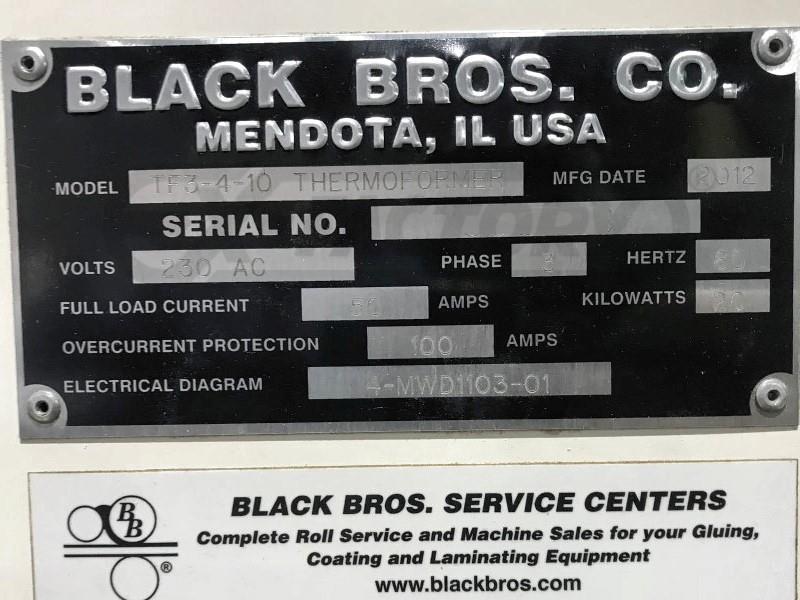 BLACK BROS. CO.
MENDOTA, IL USA
MODEL TF3-4-10 THERMOFORMER MFG DATE 2012
SERIAL NO.
VOLTS 230 AC PHASE 3 HERTZ 60
FULL LOAD CURRENT 50 AMPS KILOWATTS 20
OVERCURRENT PROTECTION 100 AMPS
ELECTRICAL DIAGRAM 4-MWD1103-01
BB
®
BLACK BROS. SERVICE CENTERS
Complete Roll Service and Machine Sales for your Gluing,
Coating and Laminating Equipment
www.blackbros.com